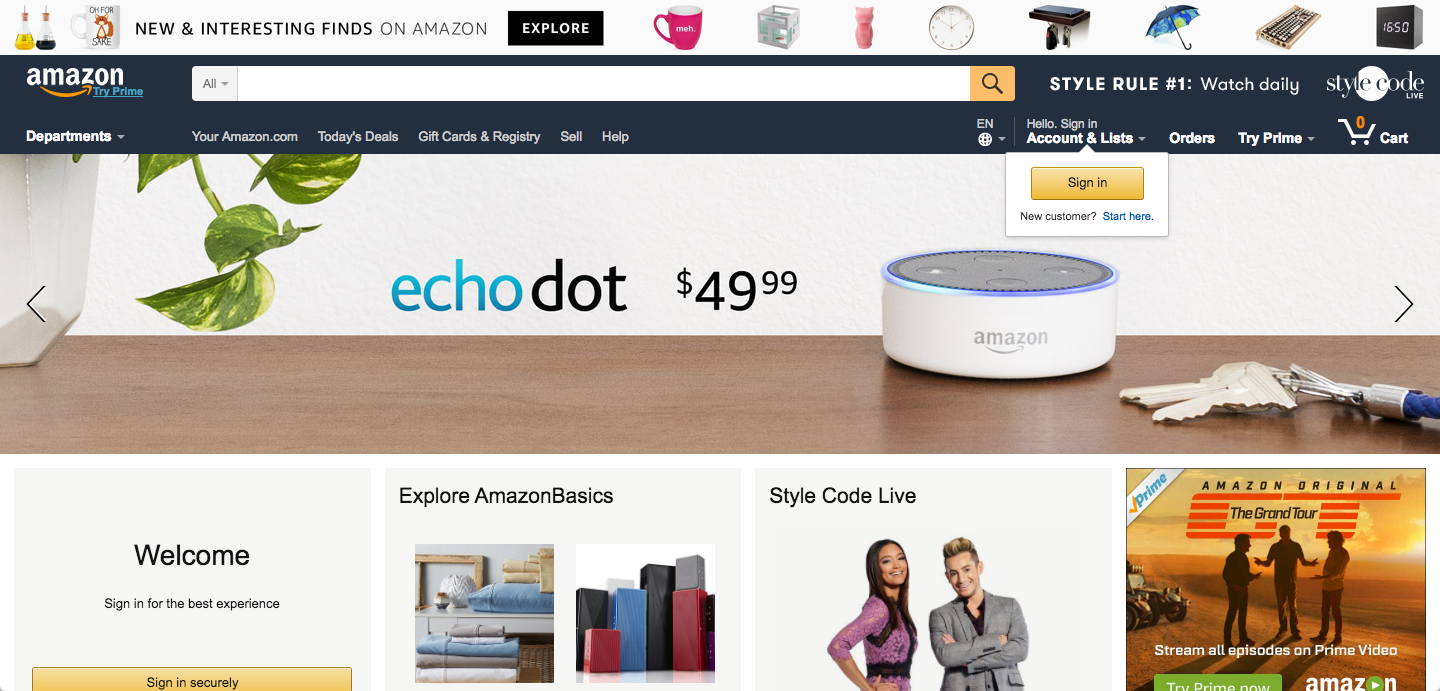 OH FOR
SAKE
NEW & INTERESTING FINDS ON AMAZON
EXPLORE
meh.
16:50
amazon
Try Prime
All
STYLE RULE #1: Watch daily
style code
LIVE
Departments
Your Amazon.com
Today's Deals
Gift Cards & Registry
Sell
Help
EN
Hello. Sign in
Account & Lists
Orders
Try Prime
0
Cart
Sign in
New customer? Start here.
echo dot
$49 99
amazon
Welcome
Sign in for the best experience
Sign in securely
Explore AmazonBasics
Style Code Live
Prime
AMAZON ORIGINAL
The Grand Tour
Stream all episodes on Prime Video
Try Prime now
amazon